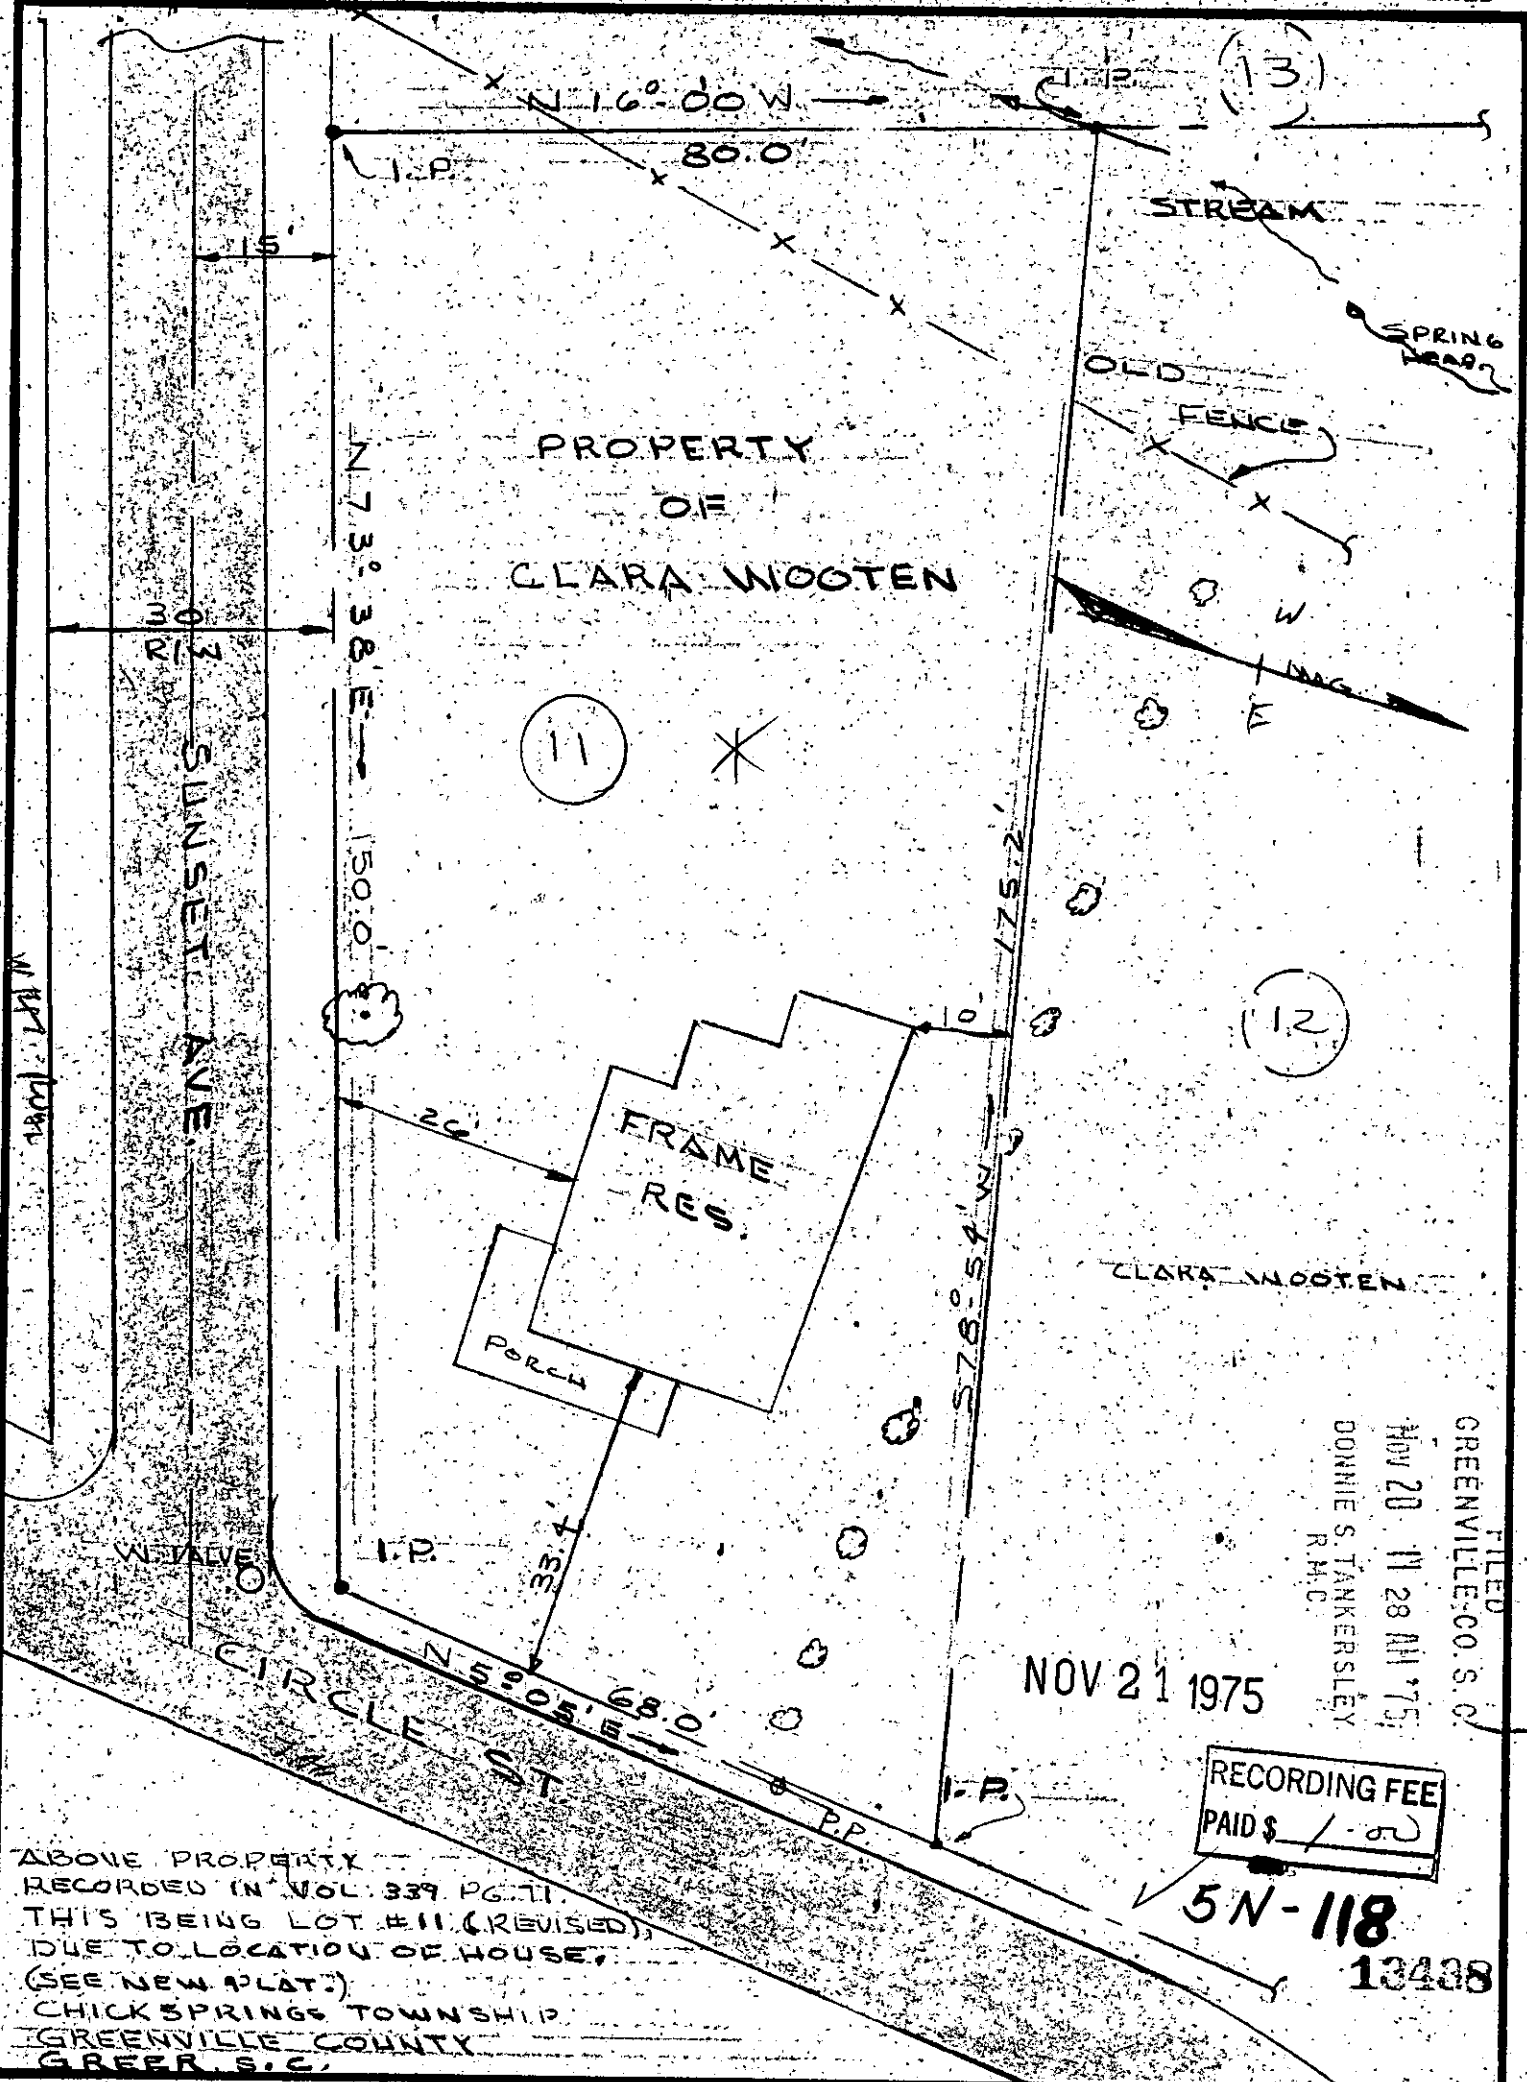 N 16°-00' W
80.0'
I.P.
I.P.
13
STREAM
SPRING
HEAD
15'
OLD
FENCE
PROPERTY
OF
CLARA WOOTEN
N 73°-38' E
150.0'
30'
R/W
SUNSET AVE.
11
W
MAG.
E
175.2'
S 78°-54' W
10'
12
26'
FRAME
RES.
PORCH
CLARA WOOTEN
33.4'
W. VALVE
I.P.
N 5°-05' E
68.0'
CIRCLE ST.
P.P.
I.P.
FILED
GREENVILLE CO. S. C.
NOV 20 11 28 AM '75
DONNIE S. TANKERSLEY
R.M.C.
NOV 21 1975
RECORDING FEE
PAID $
5N-118
13438
ABOVE PROPERTY
RECORDED IN VOL. 339 PG. 71.
THIS BEING LOT #11 (REVISED),
DUE TO LOCATION OF HOUSE.
(SEE NEW PLAT.)
CHICK SPRINGS TOWNSHIP
GREENVILLE COUNTY
GREER, S.C.